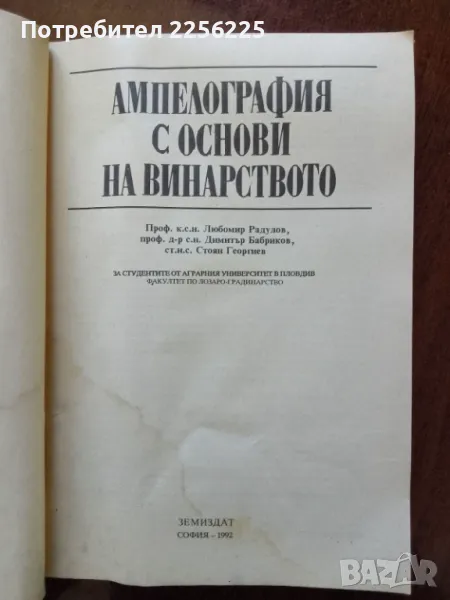 Потребител 2256225
АМПЕЛОГРАФИЯ
С ОСНОВИ
НА ВИНАРСТВОТО
Проф. к.с.н. Любомир Радулов,
проф. д-р с.н. Димитър Бабриков,
ст.н.с. Стоян Георгиев
ЗА СТУДЕНТИТЕ ОТ АГРАРНИЯ УНИВЕРСИТЕТ В ПЛОВДИВ
ФАКУЛТЕТ ПО ЛОЗАРО-ГРАДИНАРСТВО
ЗЕМИЗДАТ
СОФИЯ – 1992
BAZAR